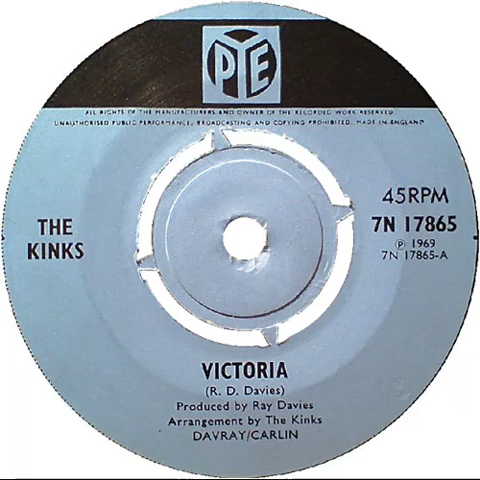 PYE
ALL RIGHTS OF THE MANUFACTURERS AND OWNER OF THE RECORDED WORK RESERVED
UNAUTHORISED PUBLIC PERFORMANCE, BROADCASTING AND COPYING PROHIBITED. MADE IN ENGLAND
THE
KINKS
45RPM
7N 17865
Ⓟ 1969
7N 17865-A
VICTORIA
(R. D. Davies)
Produced by Ray Davies
Arrangement by The Kinks
DAVRAY/CARLIN